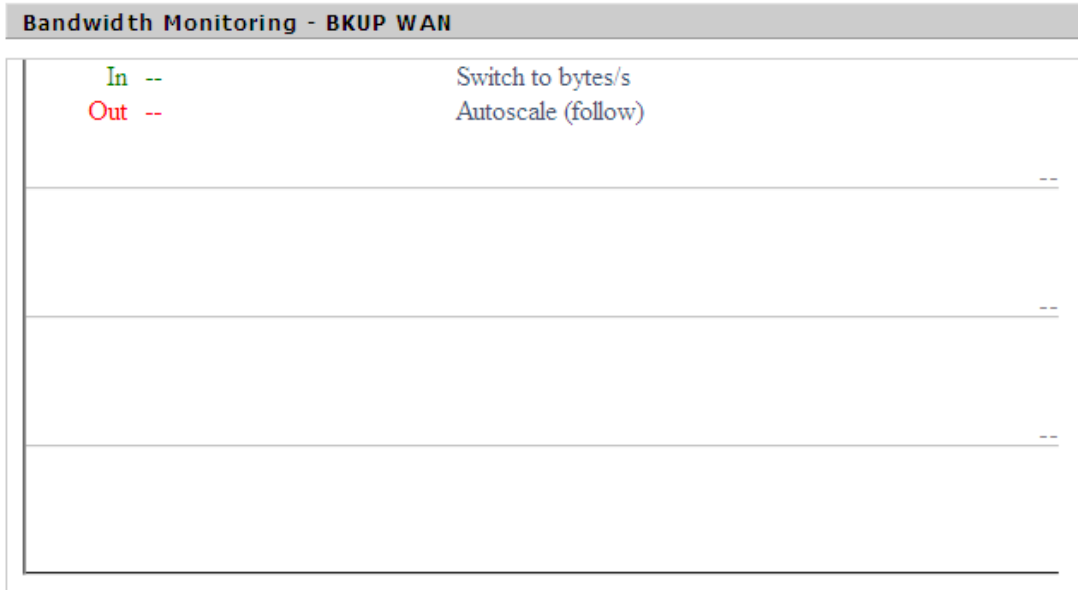 Bandwidth Monitoring - BKUP WAN
In -- Switch to bytes/s
Out -- Autoscale (follow)
--
--
--